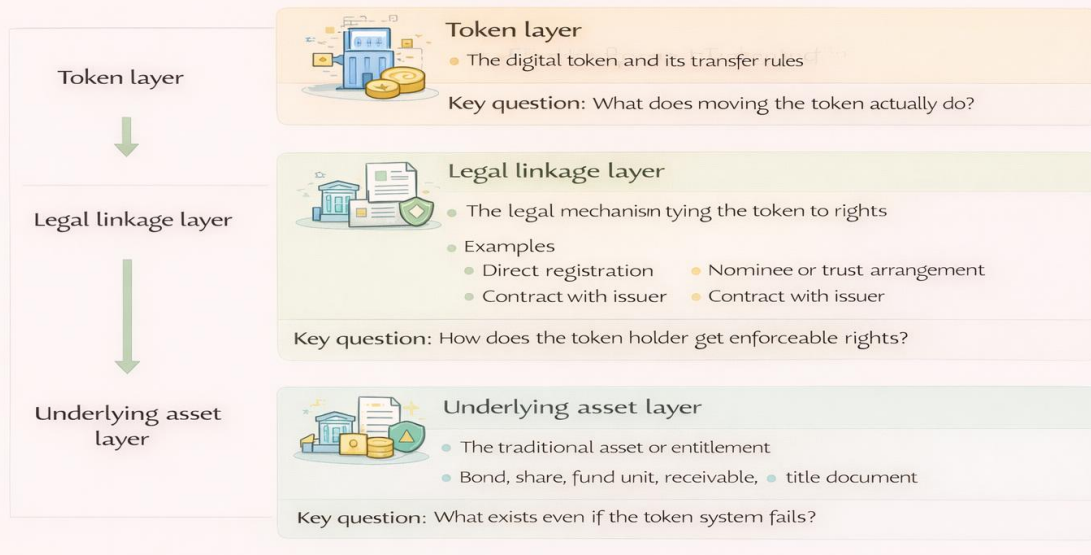 Token layer
Legal linkage layer
Underlying asset
layer
Token layer
The digital token and its transfer rules
Key question: What does moving the token actually do?
Legal linkage layer
The legal mechanism tying the token to rights
Examples
Direct registration
Nominee or trust arrangement
Contract with issuer
Contract with issuer
Key question: How does the token holder get enforceable rights?
Underlying asset layer
The traditional asset or entitlement
Bond, share, fund unit, receivable, title document
Key question: What exists even if the token system fails?